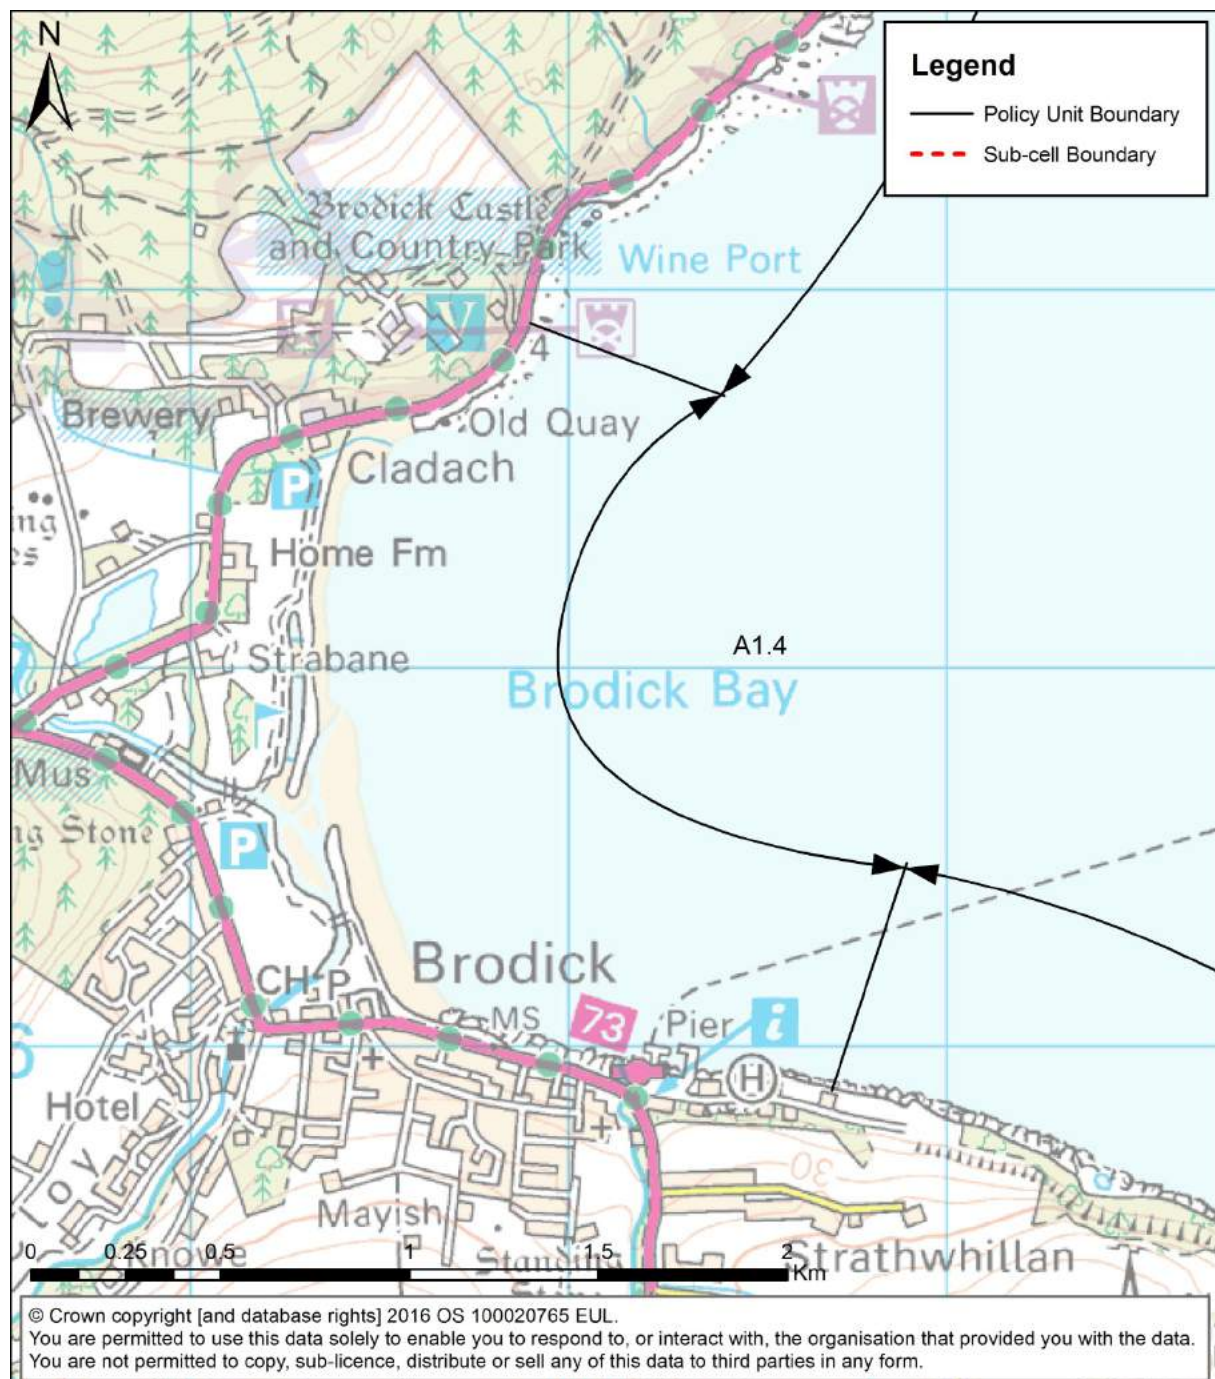 N
Legend
Policy Unit Boundary
Sub-cell Boundary
Brodick Castle
and Country Park
Wine Port
V
4
Brewery
Old Quay
P
Cladach
Home Fm
Strabane
A1.4
Brodick Bay
Mus
Stone
P
Brodick
CH
P
MS
73
Pier
i
H
Hotel
30
Mayish
Knowe
Standing
Strathwhillan
0 0.25 0.5 1 1.5 2
Km
© Crown copyright [and database rights] 2016 OS 100020765 EUL.
You are permitted to use this data solely to enable you to respond to, or interact with, the organisation that provided you with the data.
You are not permitted to copy, sub-licence, distribute or sell any of this data to third parties in any form.